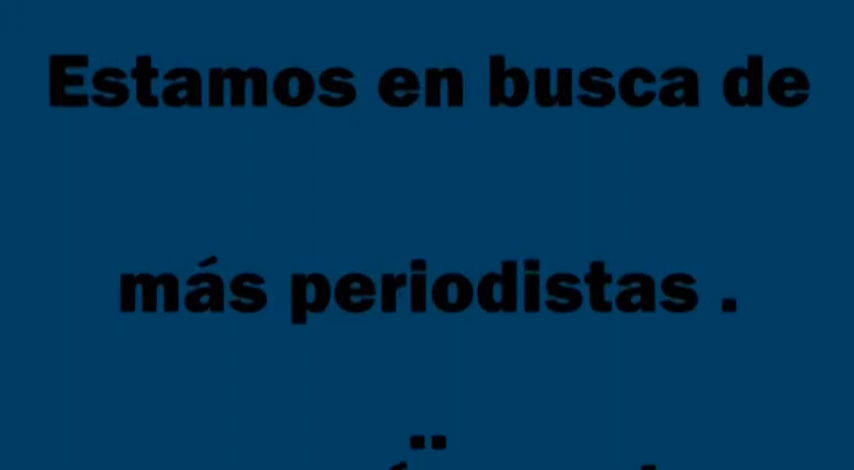 Estamos en busca de
más periodistas .
..